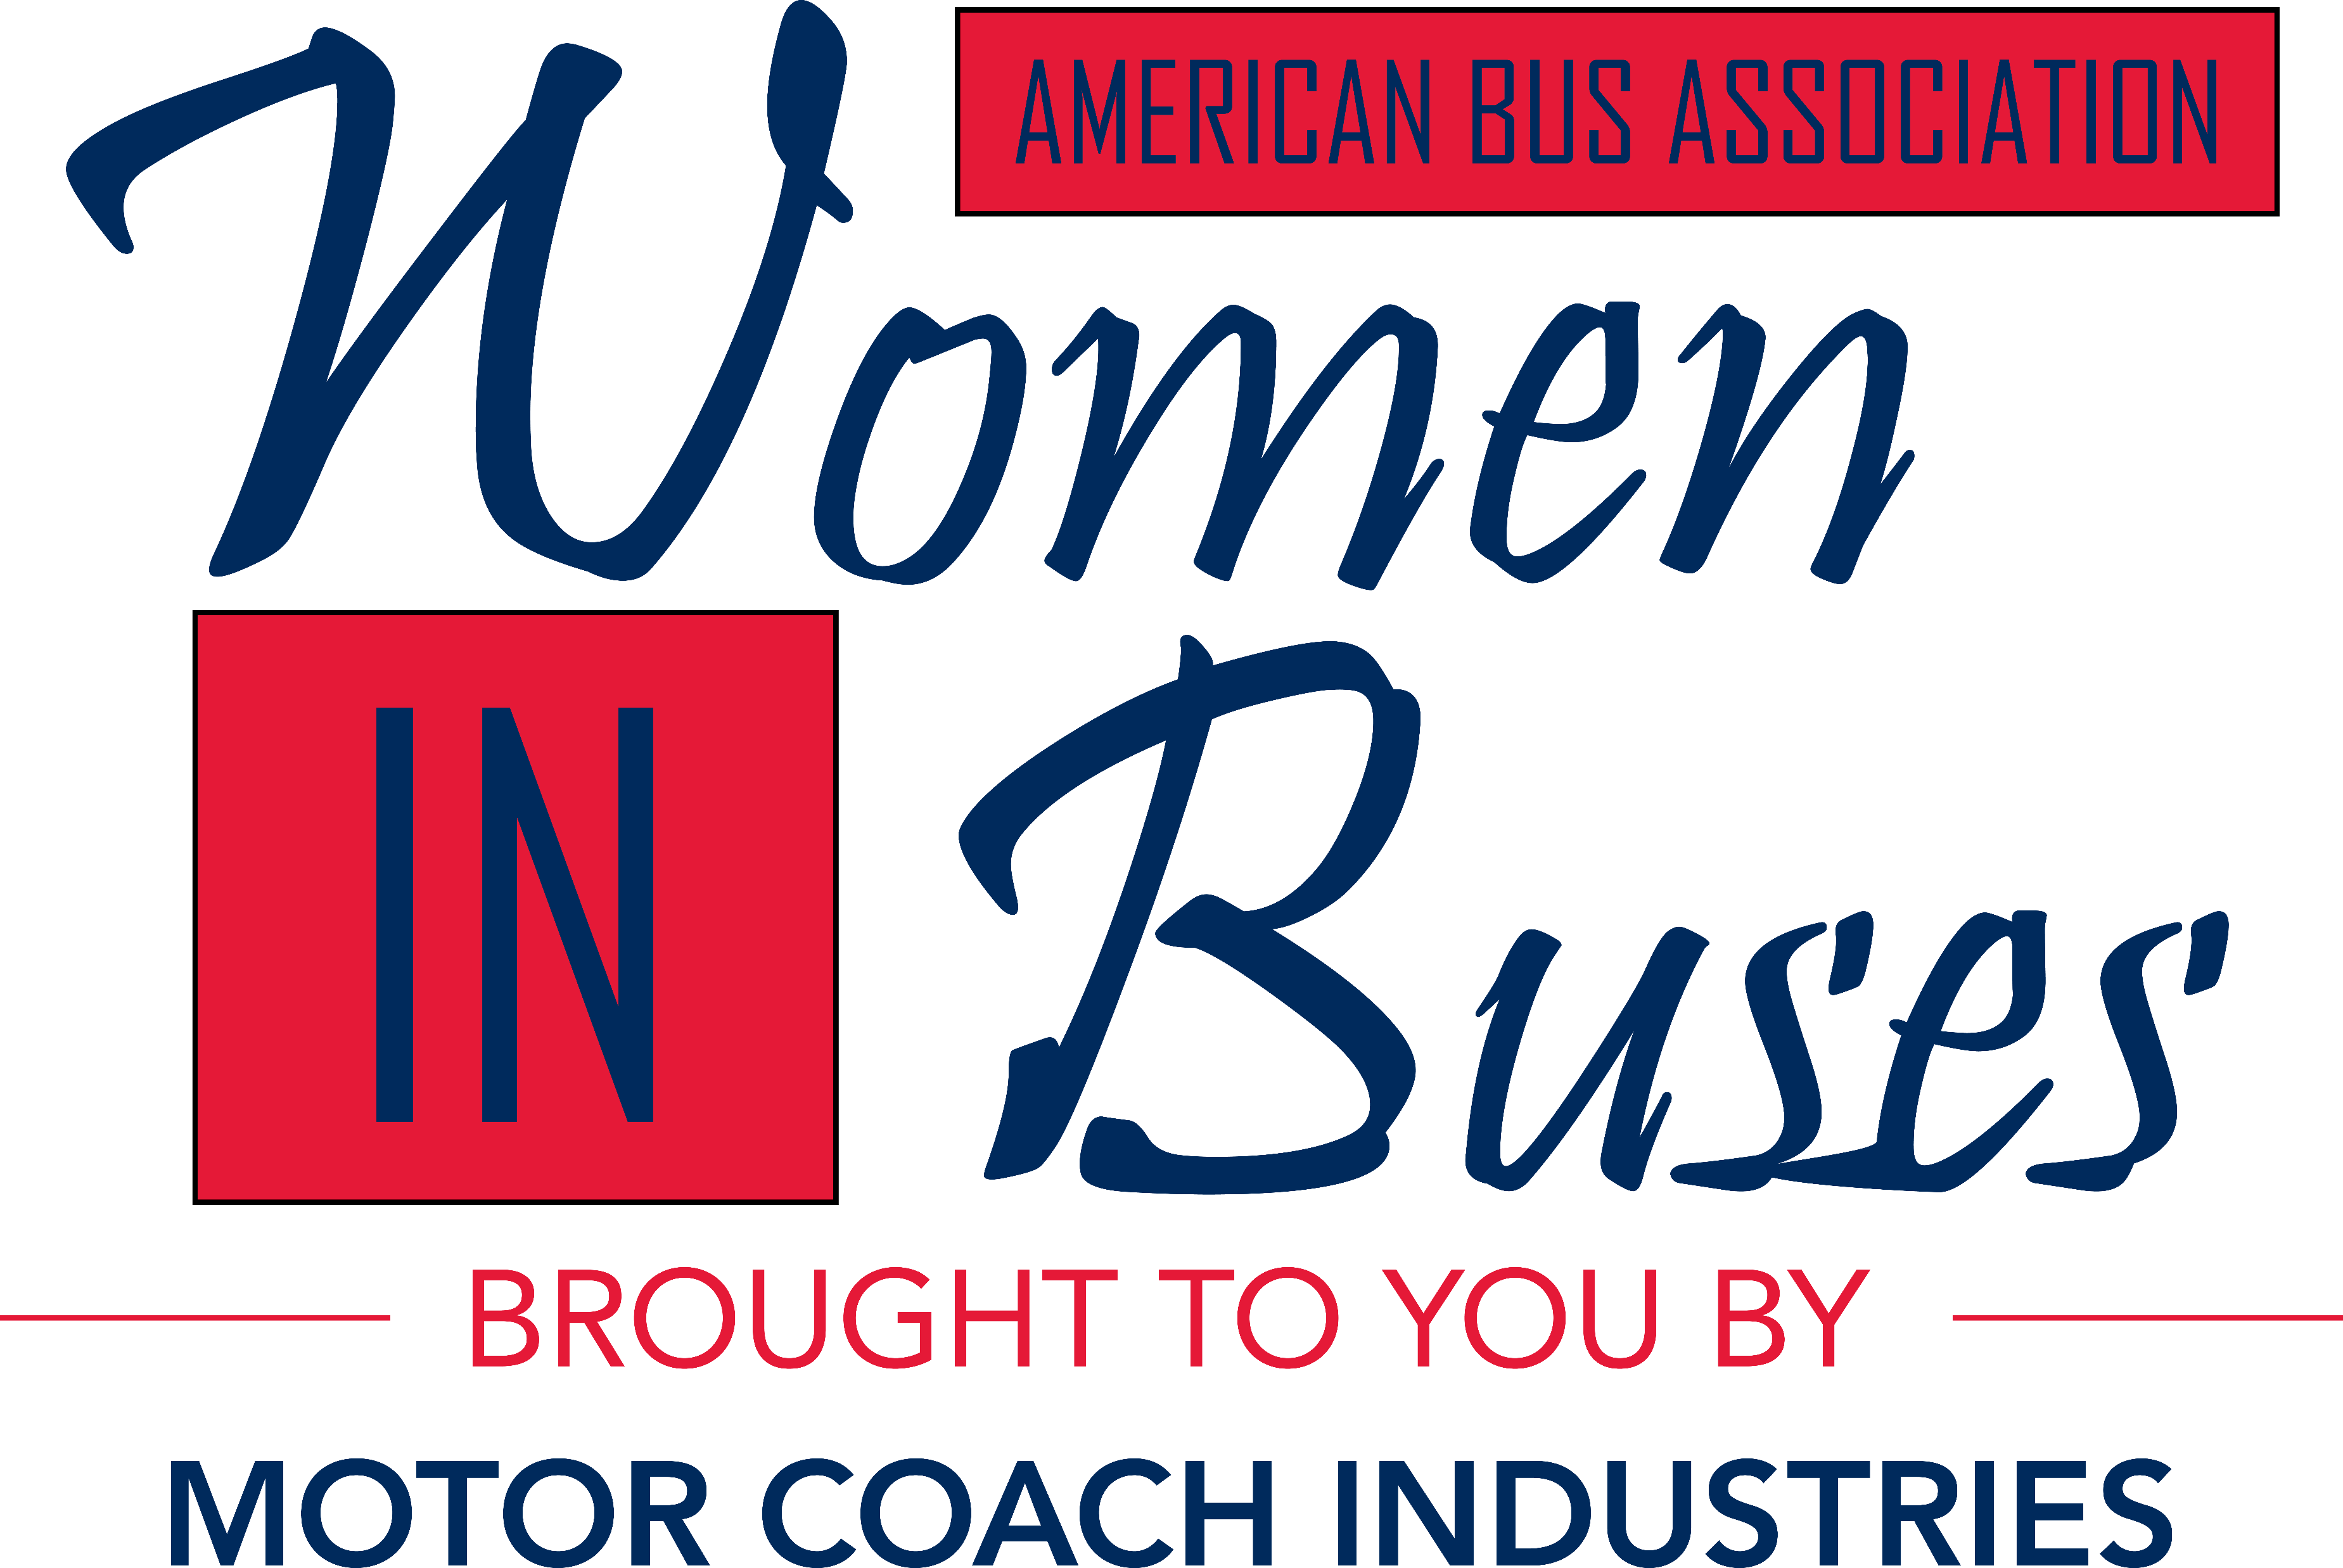 AMERICAN BUS ASSOCIATION
Women
IN Buses
BROUGHT TO YOU BY
MOTOR COACH INDUSTRIES